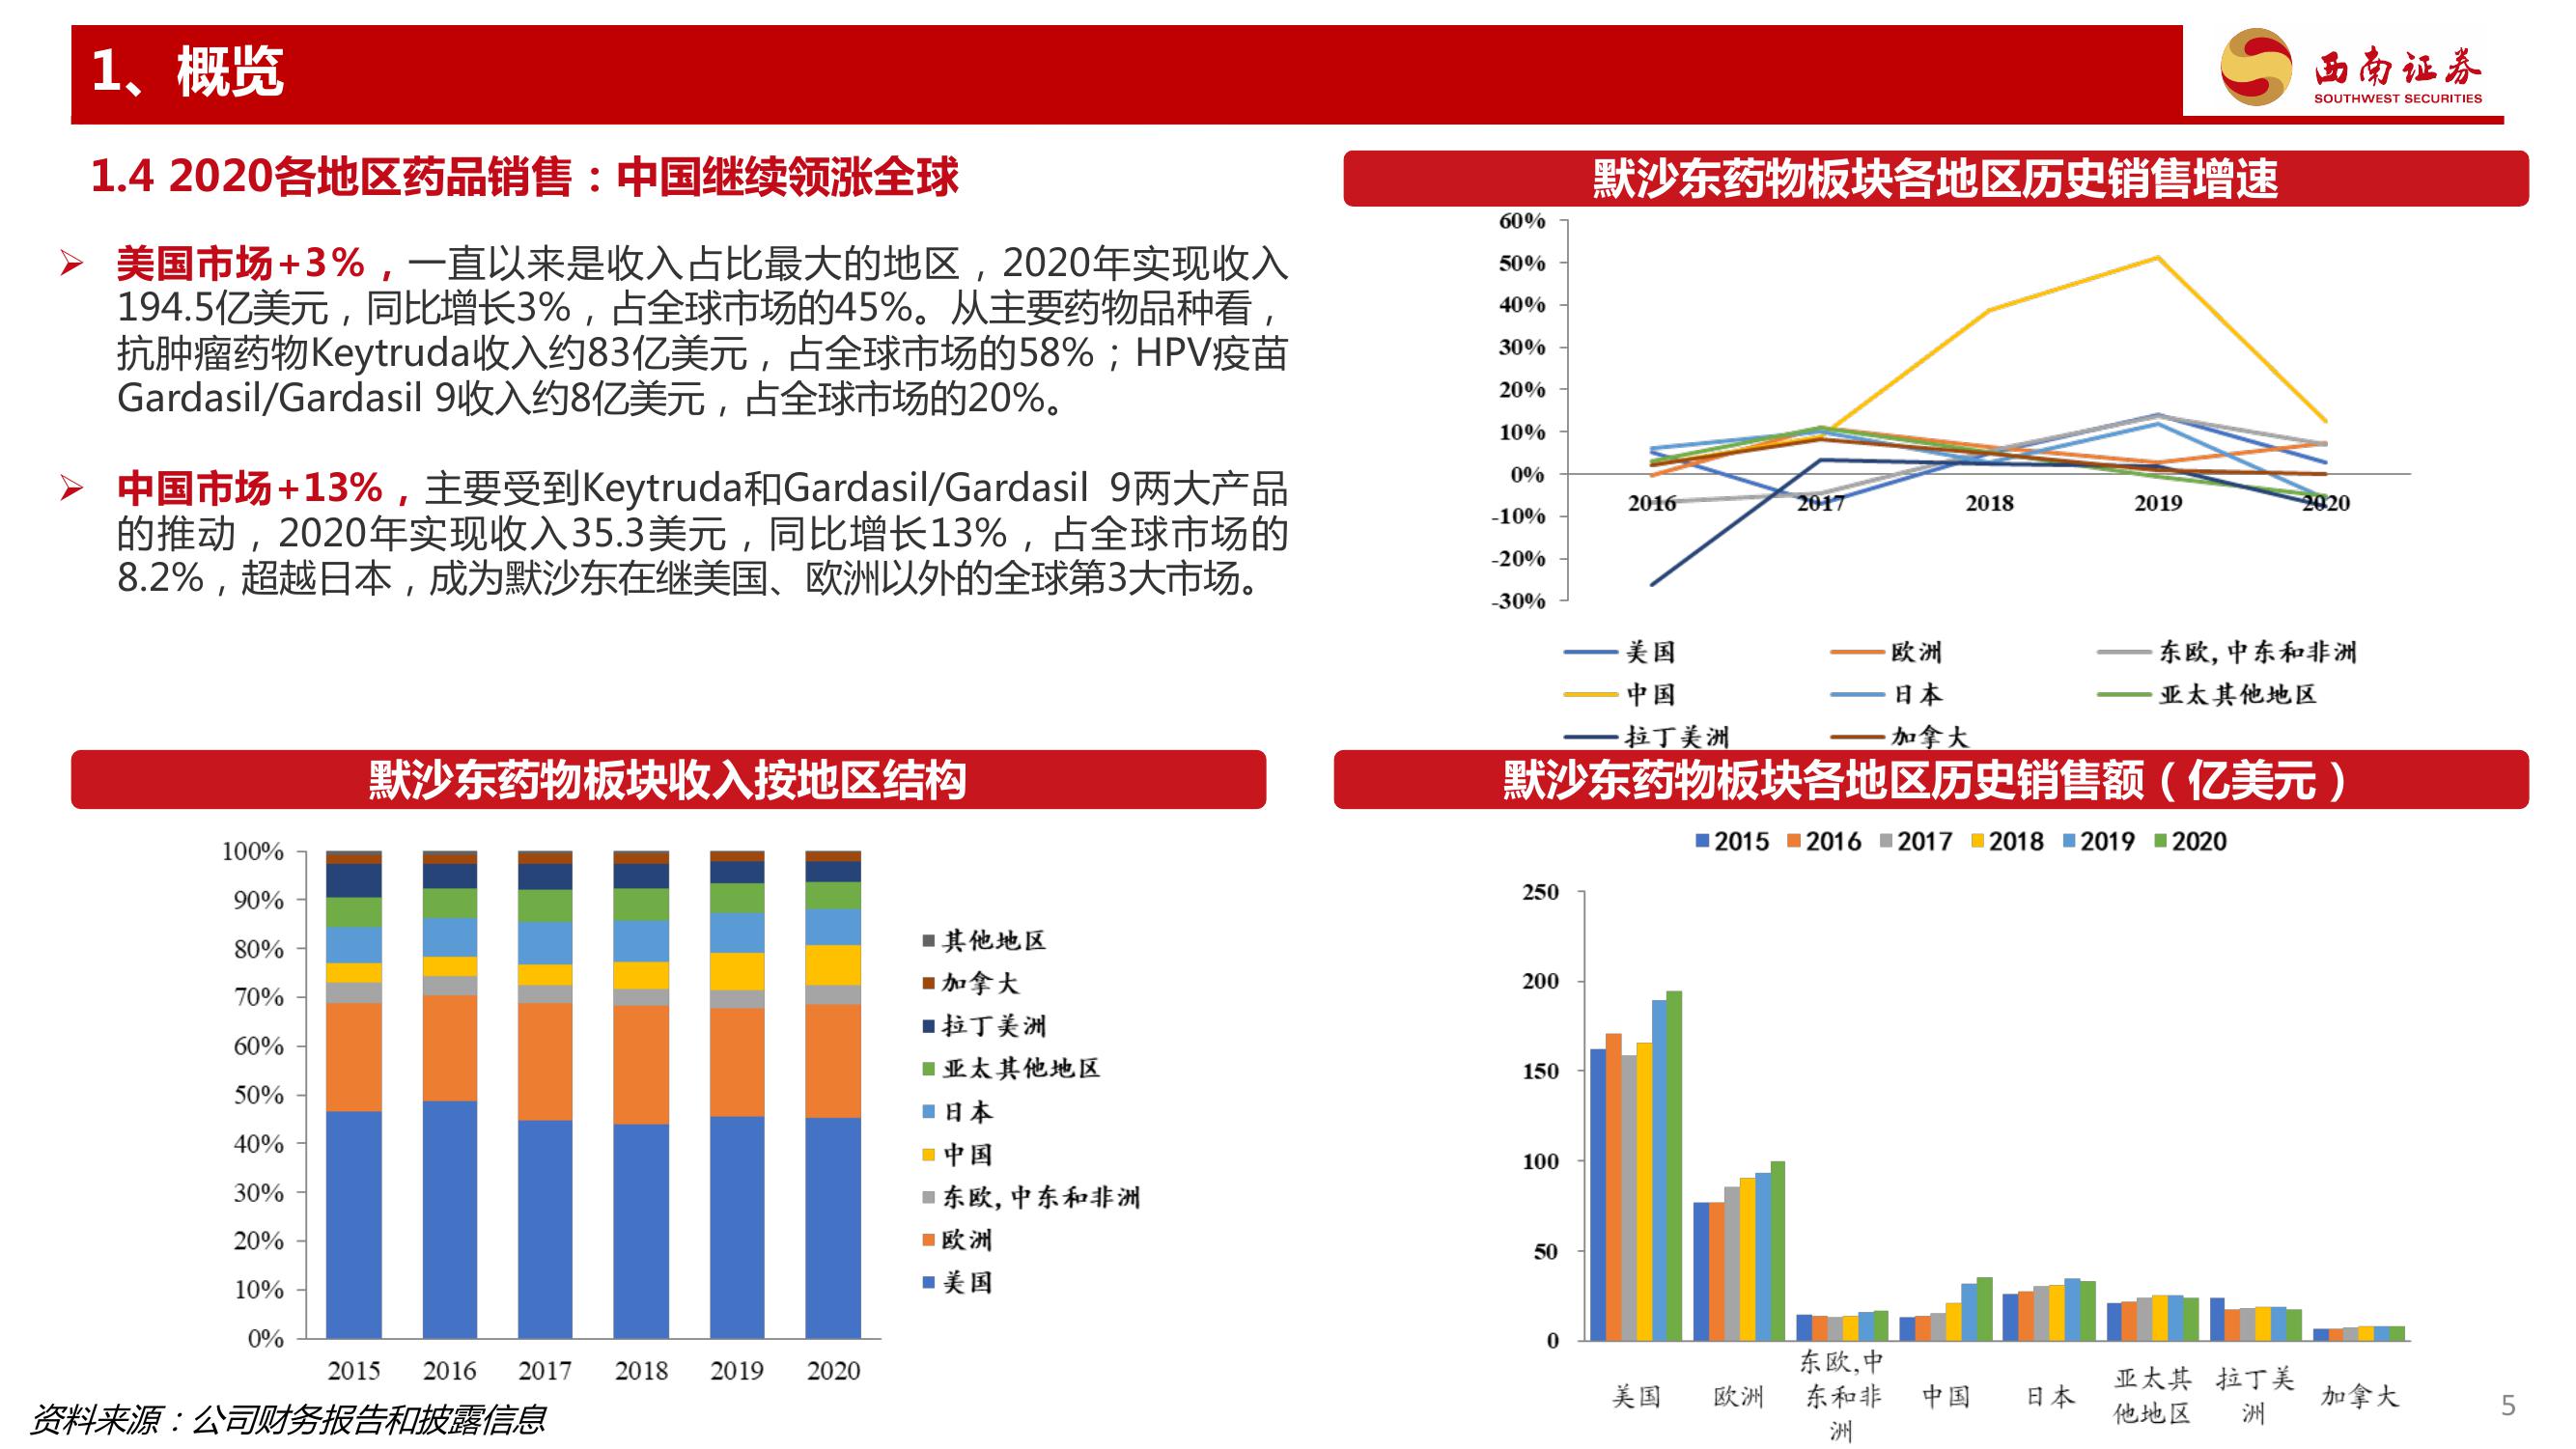 1、概览
西南证券
SOUTHWEST SECURITIES
1.4 2020各地区药品销售：中国继续领涨全球
美国市场+3%，一直以来是收入占比最大的地区，2020年实现收入
194.5亿美元，同比增长3%，占全球市场的45%。从主要药物品种看，
抗肿瘤药物Keytruda收入约83亿美元，占全球市场的58%；HPV疫苗
Gardasil/Gardasil 9收入约8亿美元，占全球市场的20%。
中国市场+13%，主要受到Keytruda和Gardasil/Gardasil 9两大产品
的推动，2020年实现收入35.3美元，同比增长13%，占全球市场的
8.2%，超越日本，成为默沙东在继美国、欧洲以外的全球第3大市场。
默沙东药物板块各地区历史销售增速
60%
50%
40%
30%
20%
10%
0%
-10%
-20%
-30%
2016 2017 2018 2019 2020
美国 欧洲 东欧,中东和非洲
中国 日本 亚太其他地区
拉丁美洲 加拿大
默沙东药物板块收入按地区结构
100%
90%
80%
70%
60%
50%
40%
30%
20%
10%
0%
2015 2016 2017 2018 2019 2020
其他地区
加拿大
拉丁美洲
亚太其他地区
日本
中国
东欧,中东和非洲
欧洲
美国
默沙东药物板块各地区历史销售额（亿美元）
2015 2016 2017 2018 2019 2020
250
200
150
100
50
0
美国
欧洲
东欧,中
东和非
洲
中国
日本
亚太其
他地区
拉丁美
洲
加拿大
资料来源：公司财务报告和披露信息
5